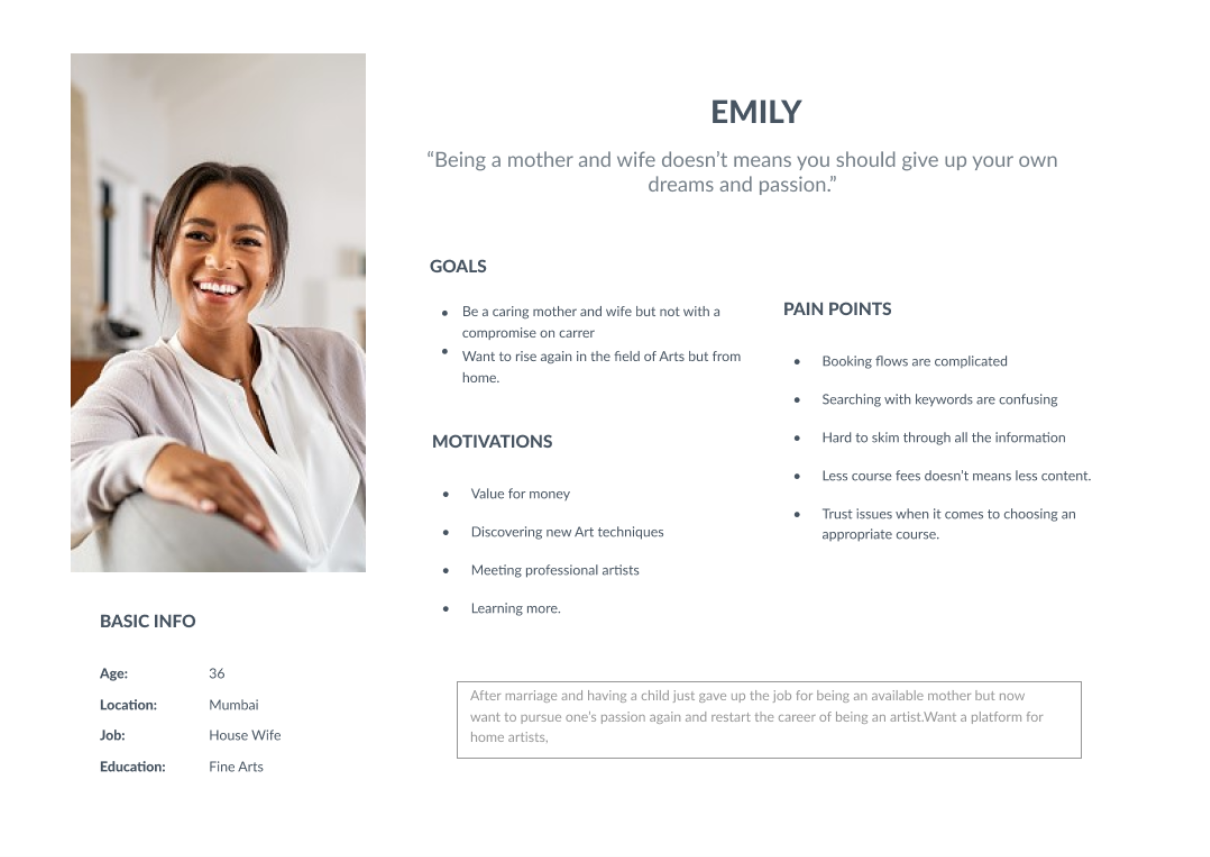 EMILY
“Being a mother and wife doesn’t means you should give up your own
dreams and passion.”
GOALS
• Be a caring mother and wife but not with a
compromise on carrer
• Want to rise again in the field of Arts but from
home.
MOTIVATIONS
• Value for money
• Discovering new Art techniques
• Meeting professional artists
• Learning more.
PAIN POINTS
• Booking flows are complicated
• Searching with keywords are confusing
• Hard to skim through all the information
• Less course fees doesn’t means less content.
• Trust issues when it comes to choosing an
appropriate course.
BASIC INFO
Age: 36
Location: Mumbai
Job: House Wife
Education: Fine Arts
After marriage and having a child just gave up the job for being an available mother but now
want to pursue one’s passion again and restart the career of being an artist.Want a platform for
home artists,